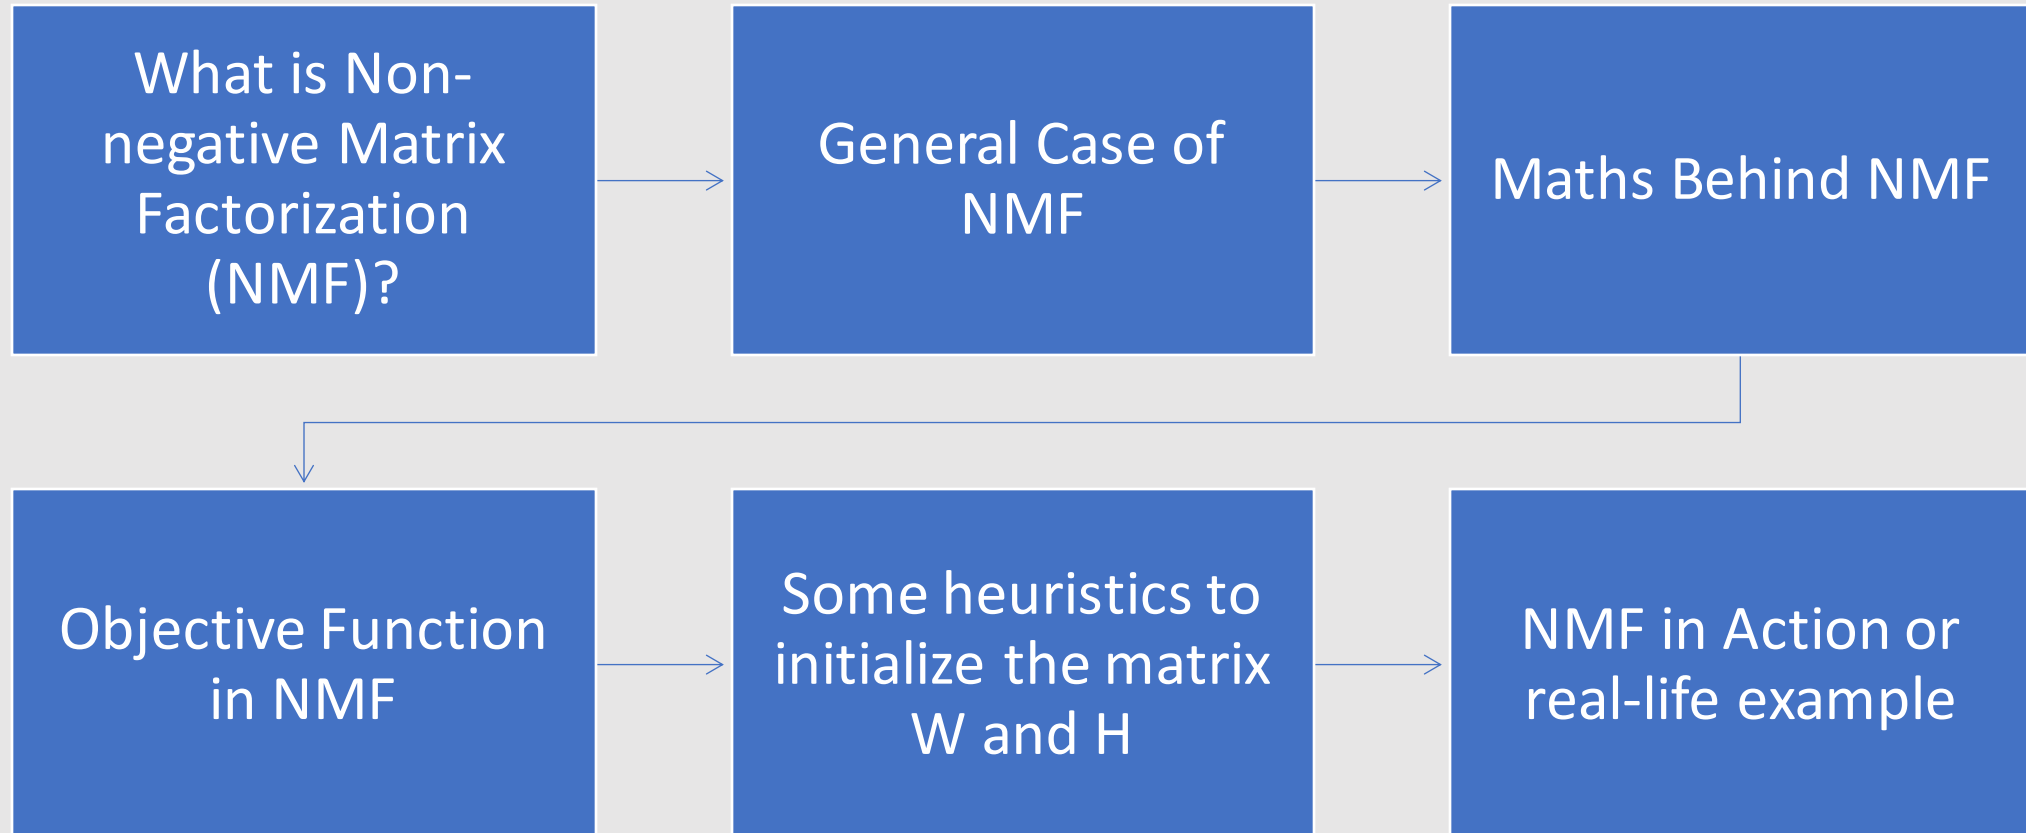 What is Non-
negative Matrix
Factorization
(NMF)?
General Case of
NMF
Maths Behind NMF
Objective Function
in NMF
Some heuristics to
initialize the matrix
W and H
NMF in Action or
real-life example